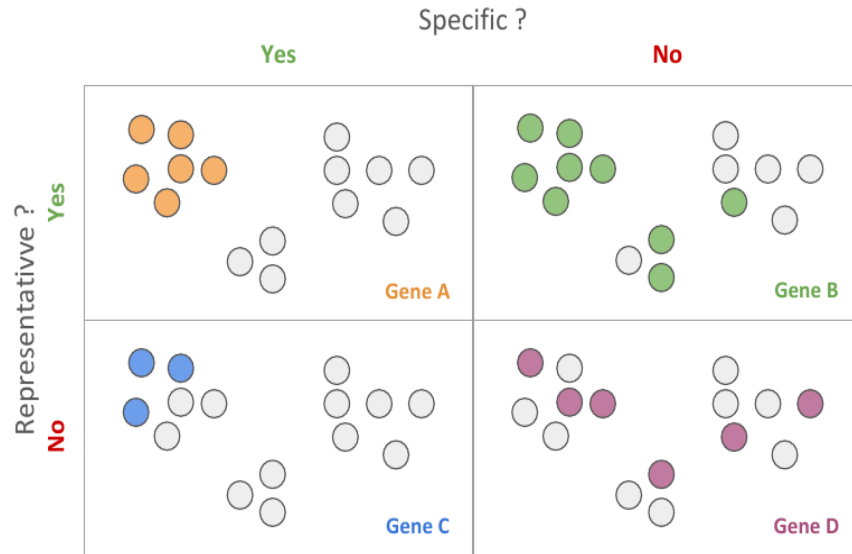 Specific ?
Yes
No
Representativve ?
Yes
No
Gene A
Gene B
Gene C
Gene D